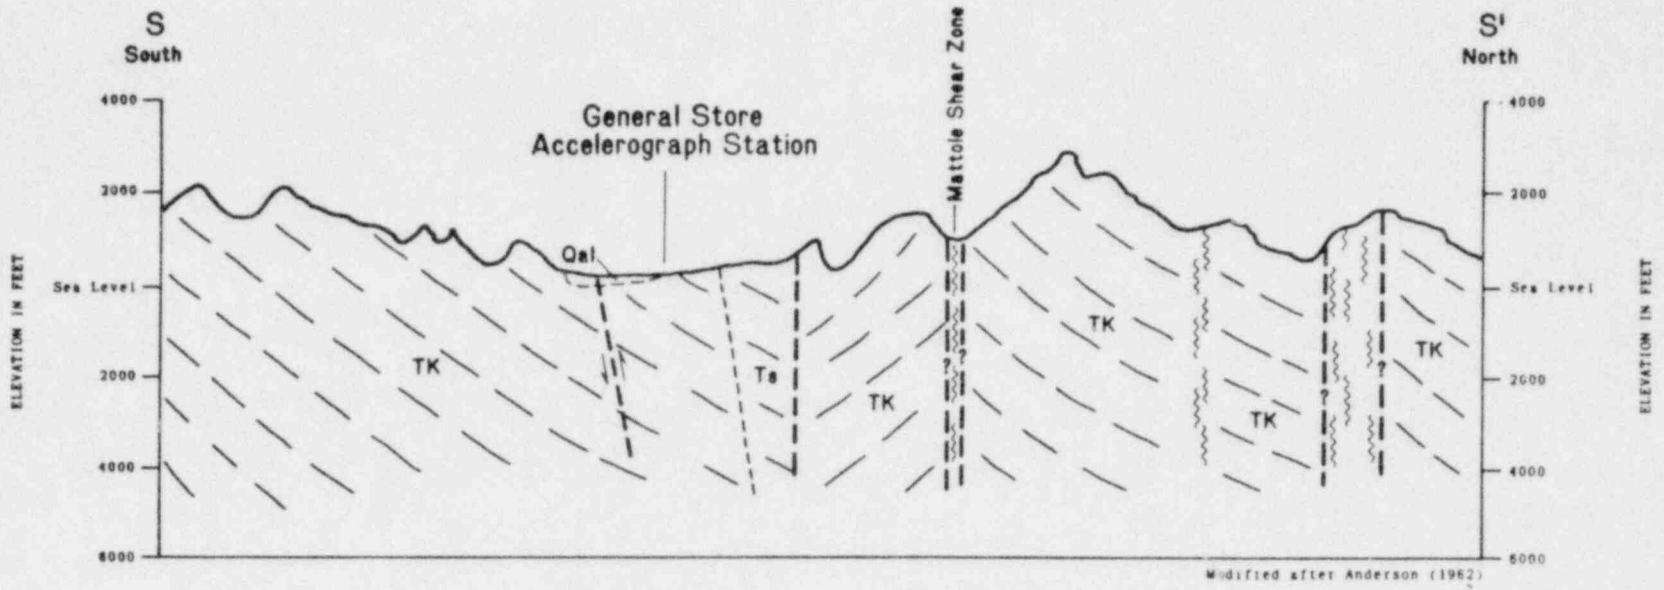 S
South
S'
North
Mattole Shear Zone
General Store
Accelerograph Station
4000
2000
Sea Level
2000
4000
6000
4000
2000
Sea Level
2000
4000
6000
ELEVATION IN FEET
ELEVATION IN FEET
Qal
TK
Ts
TK
?
?
TK
TK
?
?
TK
Modified after Anderson (1962)